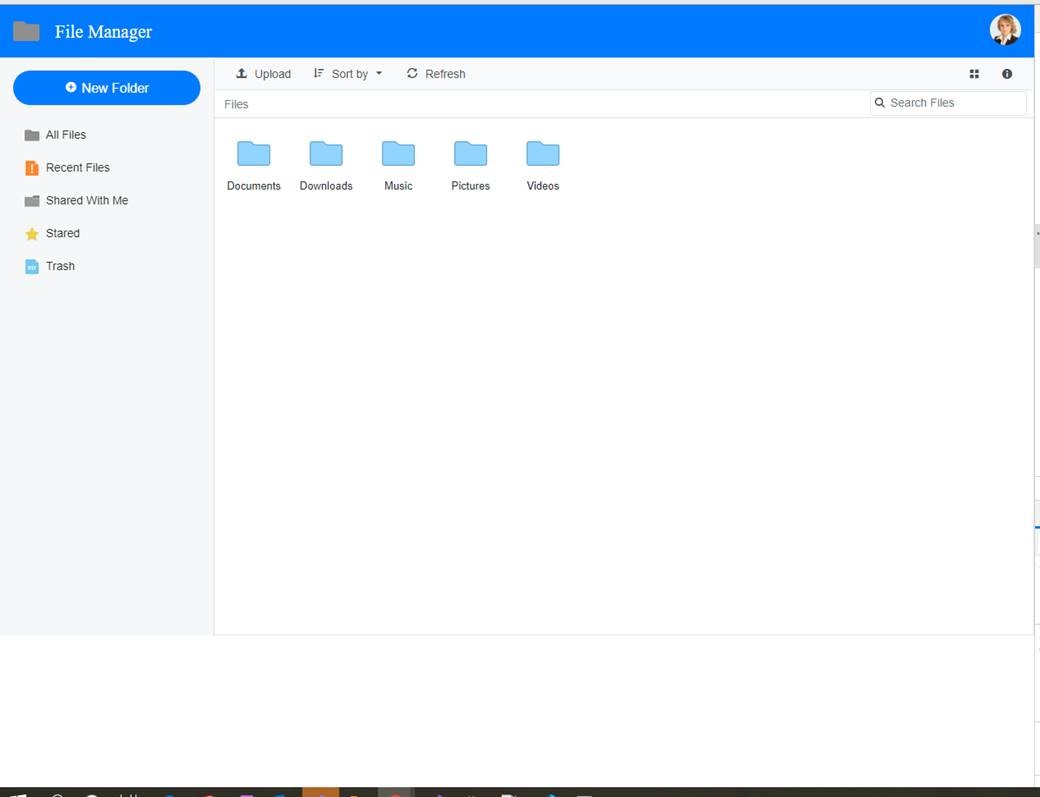 File Manager
New Folder
Upload Sort by Refresh
Files Search Files
All Files
Recent Files
Shared With Me
Stared
Trash
Documents Downloads Music Pictures Videos